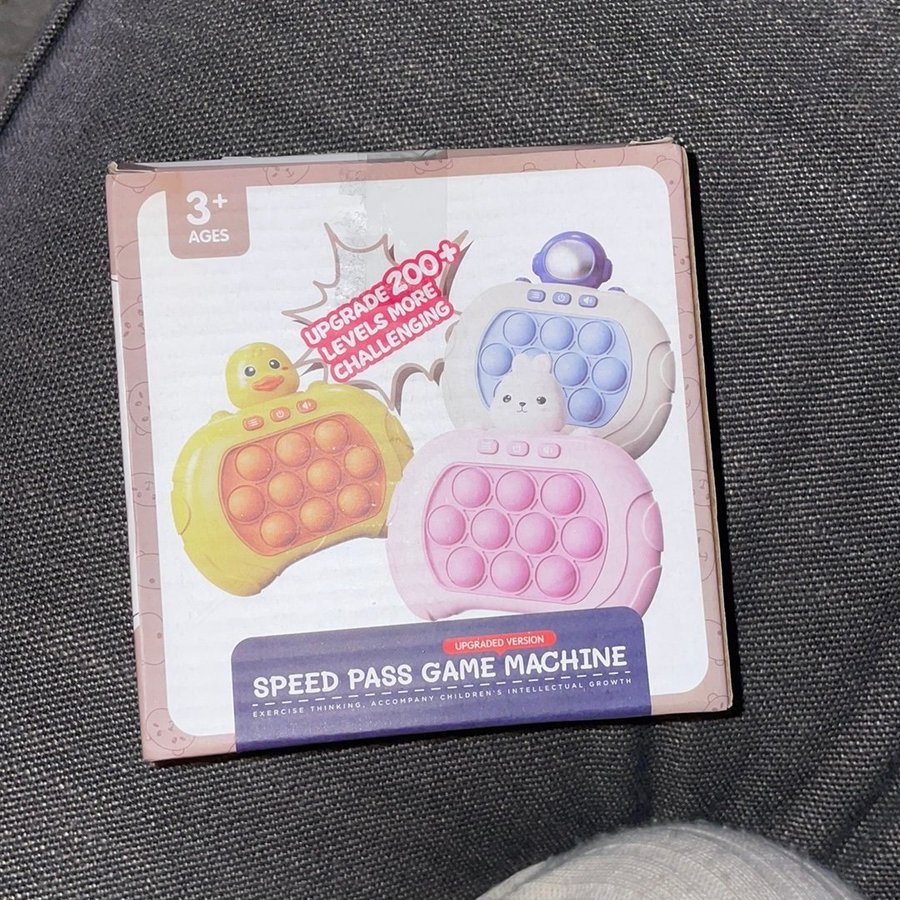 3+
AGES
UPGRADE 200+
LEVELS MORE
CHALLENGING
UPGRADED VERSION
SPEED PASS GAME MACHINE
EXERCISE THINKING, ACCOMPANY CHILDREN'S INTELLECTUAL GROWTH